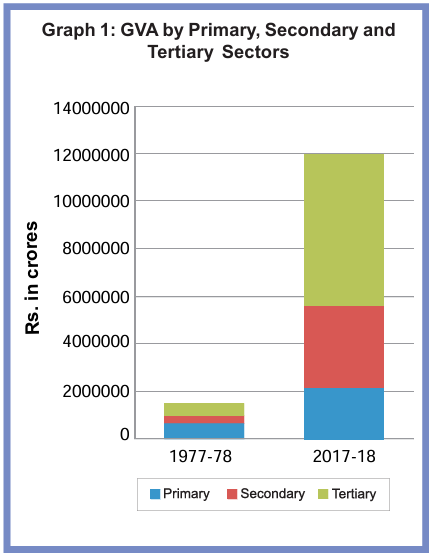 Graph 1: GVA by Primary, Secondary and
Tertiary Sectors
Rs. in crores
14000000
12000000
10000000
8000000
6000000
4000000
2000000
0
1977-78 2017-18
Primary Secondary Tertiary